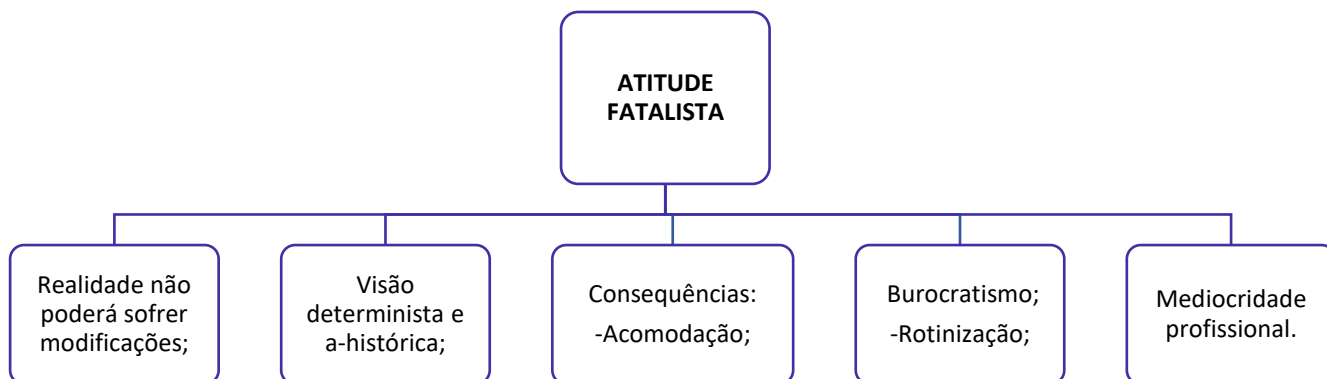 ATITUDE
FATALISTA
Realidade não
poderá sofrer
modificações;
Visão
determinista e
a-histórica;
Consequências:
-Acomodação;
Burocratismo;
-Rotinização;
Mediocridade
profissional.